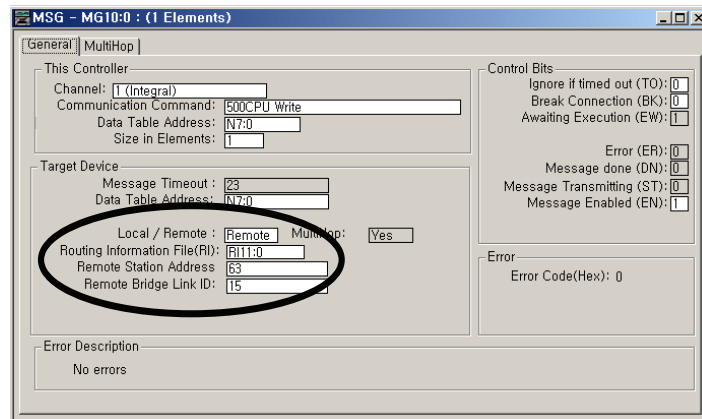 MSG - MG10:0 : (1 Elements)
General MultiHop
This Controller
Channel: 1 (Integral)
Communication Command: 500CPU Write
Data Table Address: N7:0
Size in Elements: 1
Target Device
Message Timeout : 23
Data Table Address: N7:0
Local / Remote : Remote MultiHop: Yes
Routing Information File(RI): RI11:0
Remote Station Address 63
Remote Bridge Link ID: 15
Control Bits
Ignore if timed out (TO): 0
Break Connection (BK): 0
Awaiting Execution (EW): 1
Error (ER): 0
Message done (DN): 0
Message Transmitting (ST): 0
Message Enabled (EN): 1
Error
Error Code(Hex): 0
Error Description
No errors